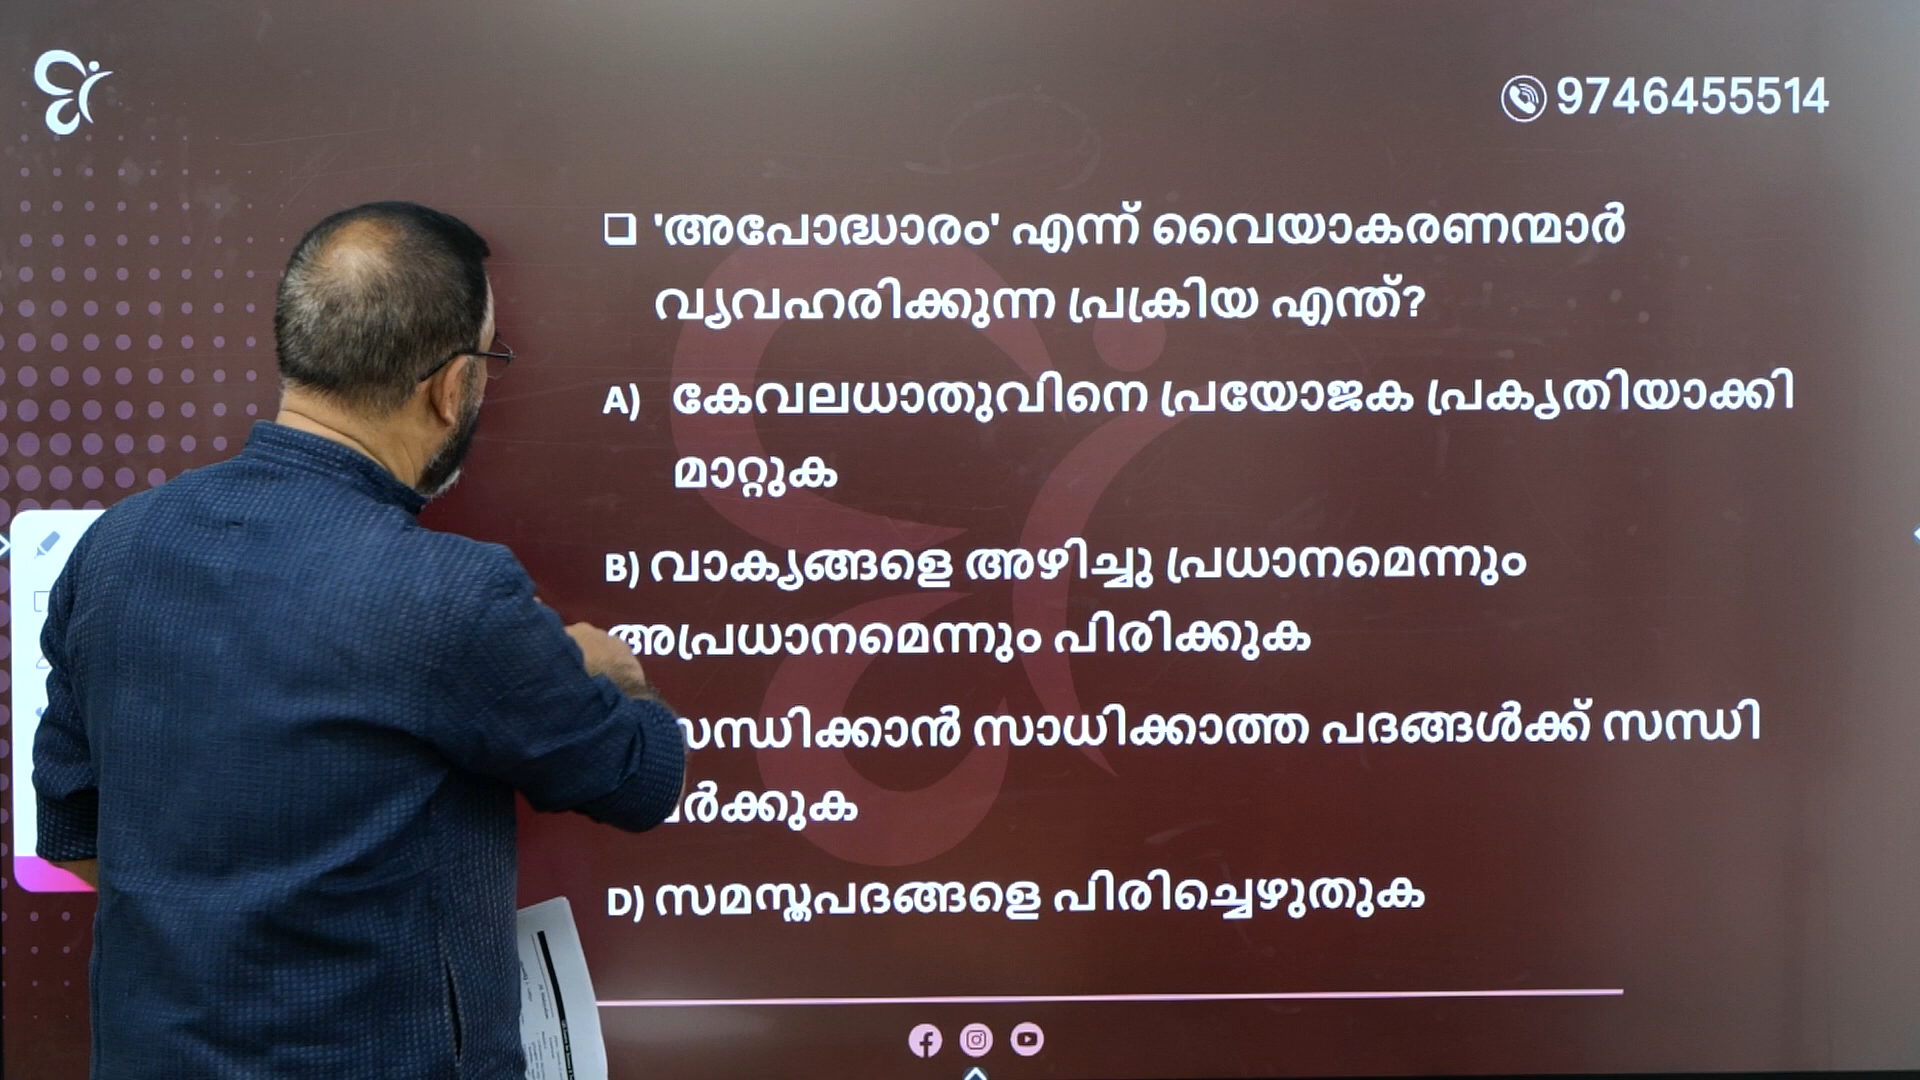 9746455514
'അപോദ്ധാരം' എന്ന് വൈയാകരണന്മാർ
വ്യവഹരിക്കുന്ന പ്രക്രിയ എന്ത്?
A) കേവലധാതുവിനെ പ്രയോജക പ്രകൃതിയാക്കി
മാറ്റുക
B) വാക്യങ്ങളെ അഴിച്ചു പ്രധാനമെന്നും
അപ്രധാനമെന്നും പിരിക്കുക
സന്ധിക്കാൻ സാധിക്കാത്ത പദങ്ങൾക്ക് സന്ധി
D) സമസ്തപദങ്ങളെ പിരിച്ചെഴുതുക